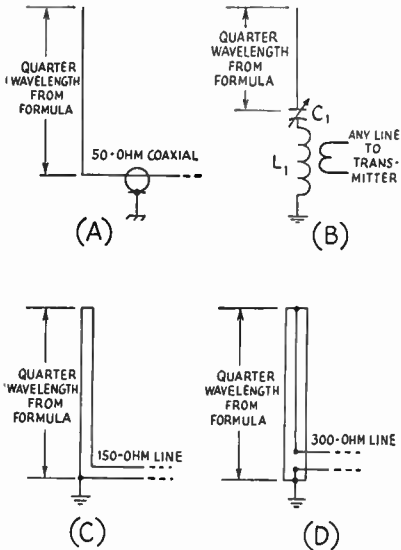 QUARTER
WAVELENGTH
FROM
FORMULA
50-OHM COAXIAL
(A)
QUARTER
WAVELENGTH
FROM
FORMULA
C1
L1
ANY LINE
TO
TRANS-
MITTER
(B)
QUARTER
WAVELENGTH
FROM
FORMULA
150-OHM LINE
(C)
QUARTER
WAVELENGTH
FROM
FORMULA
300-OHM LINE
(D)